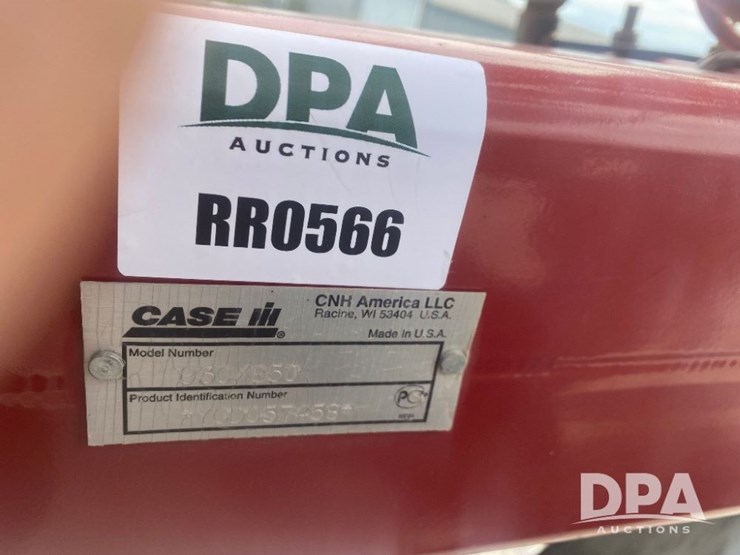 DPA
AUCTIONS
RR0566
CASE IH
CNH America LLC
Racine, WI 53404 U.S.A.
Made in U.S.A.
Model Number
Product Identification Number
DPA
AUCTIONS